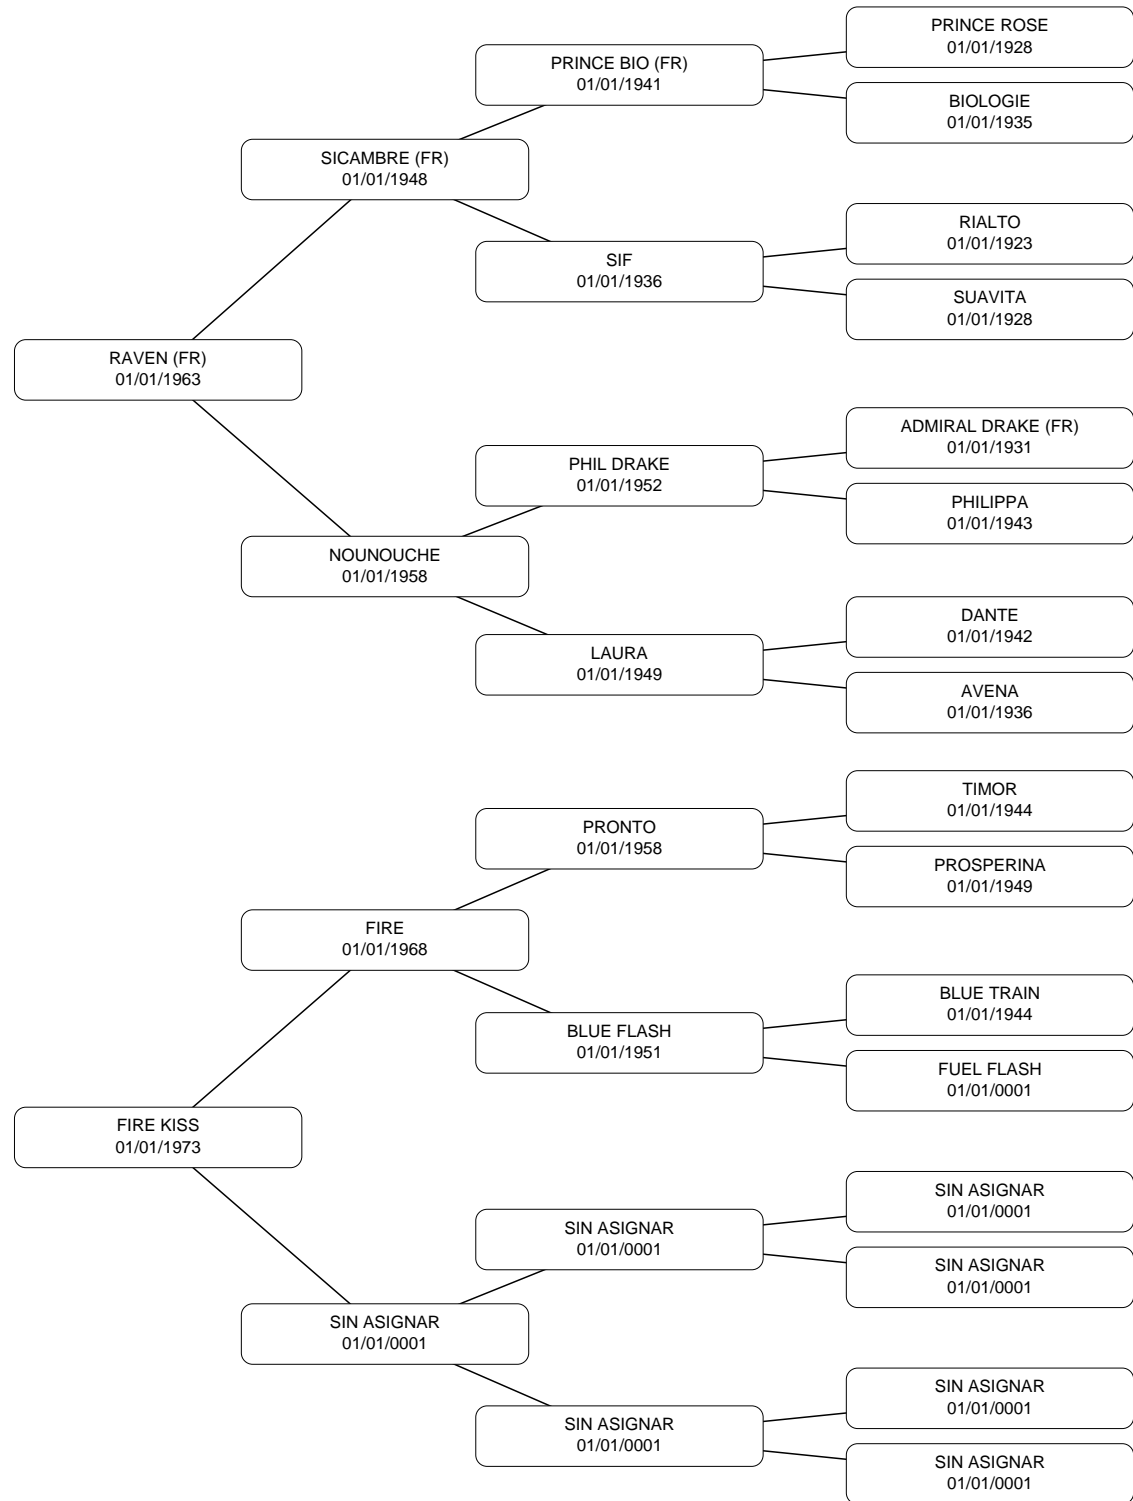 PRINCE ROSE
01/01/1928
PRINCE BIO (FR)
01/01/1941
BIOLOGIE
01/01/1935
SICAMBRE (FR)
01/01/1948
RIALTO
01/01/1923
SIF
01/01/1936
SUAVITA
01/01/1928
RAVEN (FR)
01/01/1963
ADMIRAL DRAKE (FR)
01/01/1931
PHIL DRAKE
01/01/1952
PHILIPPA
01/01/1943
NOUNOUCHE
01/01/1958
DANTE
01/01/1942
LAURA
01/01/1949
AVENA
01/01/1936
TIMOR
01/01/1944
PRONTO
01/01/1958
PROSPERINA
01/01/1949
FIRE
01/01/1968
BLUE TRAIN
01/01/1944
BLUE FLASH
01/01/1951
FUEL FLASH
01/01/0001
FIRE KISS
01/01/1973
SIN ASIGNAR
01/01/0001
SIN ASIGNAR
01/01/0001
SIN ASIGNAR
01/01/0001
SIN ASIGNAR
01/01/0001
SIN ASIGNAR
01/01/0001
SIN ASIGNAR
01/01/0001
SIN ASIGNAR
01/01/0001